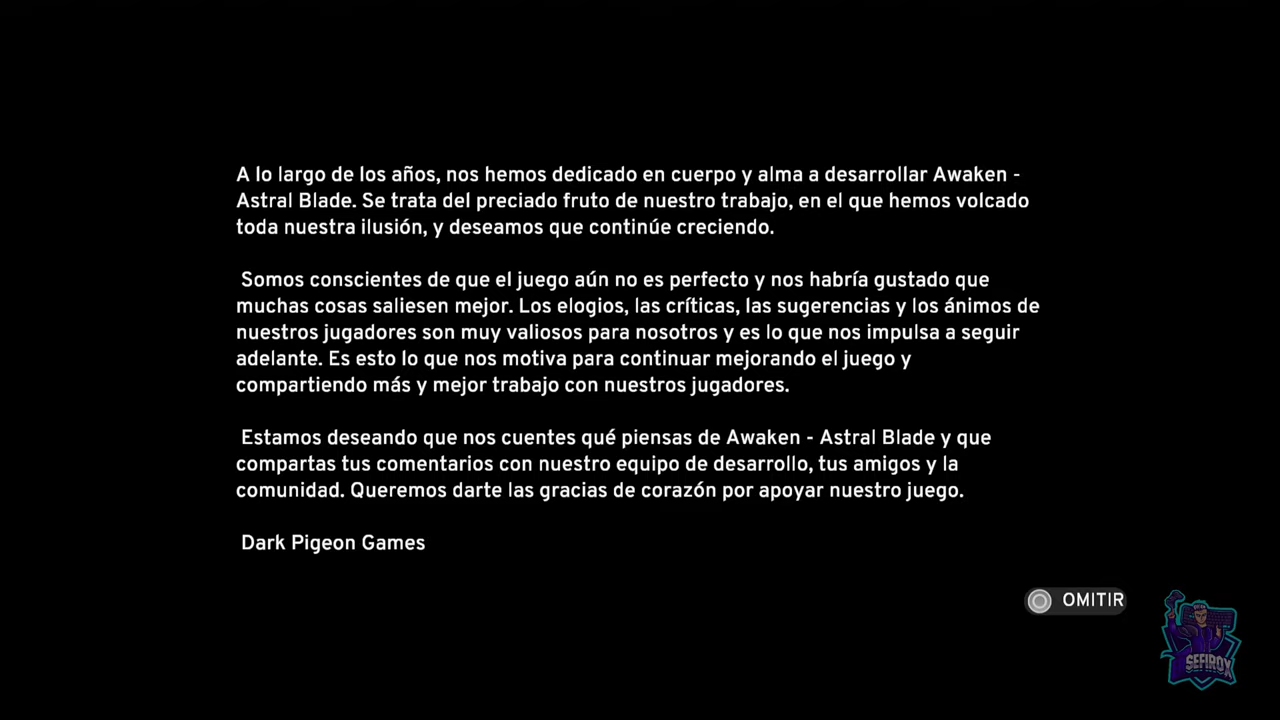 A lo largo de los años, nos hemos dedicado en cuerpo y alma a desarrollar Awaken -
Astral Blade. Se trata del preciado fruto de nuestro trabajo, en el que hemos volcado
toda nuestra ilusión, y deseamos que continúe creciendo.
Somos conscientes de que el juego aún no es perfecto y nos habría gustado que
muchas cosas saliesen mejor. Los elogios, las críticas, las sugerencias y los ánimos de
nuestros jugadores son muy valiosos para nosotros y es lo que nos impulsa a seguir
adelante. Es esto lo que nos motiva para continuar mejorando el juego y
compartiendo más y mejor trabajo con nuestros jugadores.
Estamos deseando que nos cuentes qué piensas de Awaken - Astral Blade y que
compartas tus comentarios con nuestro equipo de desarrollo, tus amigos y la
comunidad. Queremos darte las gracias de corazón por apoyar nuestro juego.
Dark Pigeon Games
OMITIR
SEFIROX